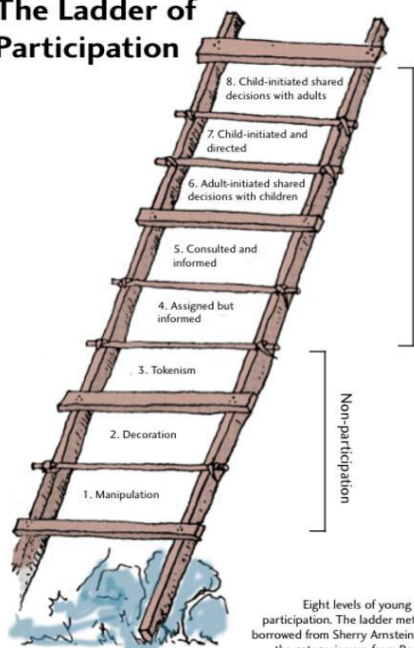 The Ladder of
Participation
8. Child-initiated shared
decisions with adults
7. Child-initiated and
directed
6. Adult-initiated shared
decisions with children
5. Consulted and
informed
4. Assigned but
informed
3. Tokenism
2. Decoration
1. Manipulation
Non-participation
Eight levels of young
participation. The ladder met
borrowed from Sherry Arnstein